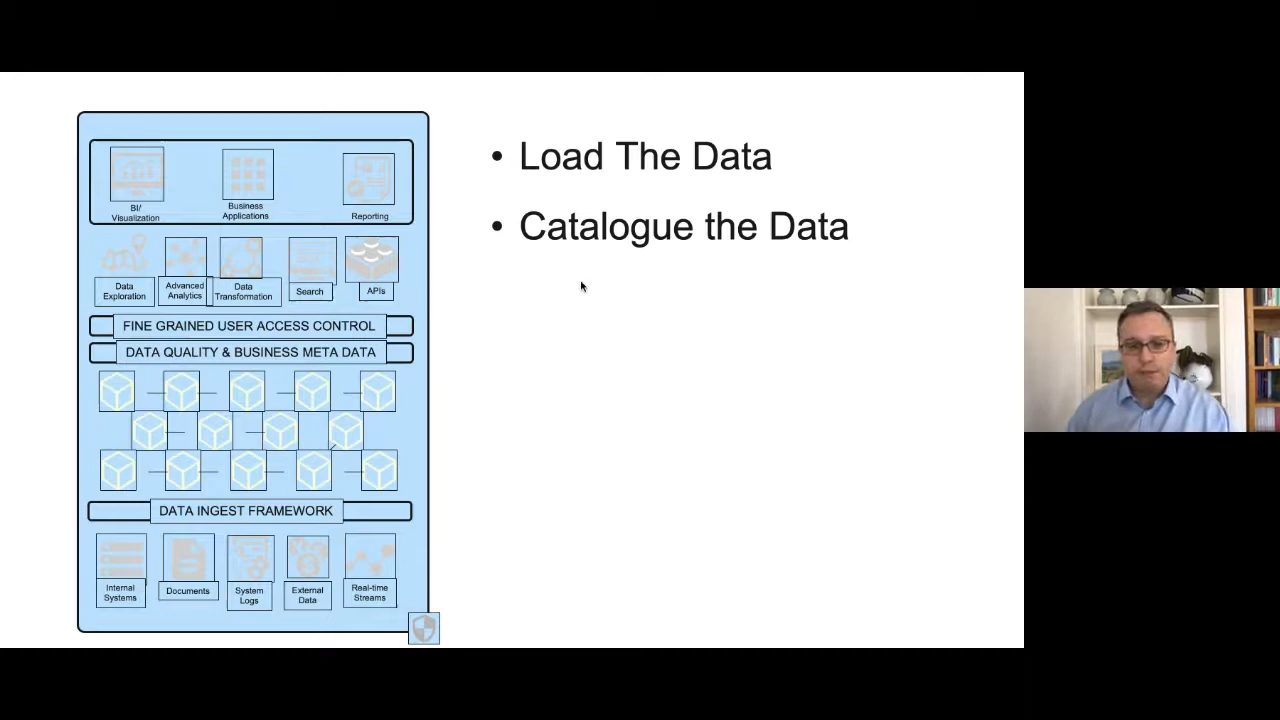 • Load The Data
• Catalogue the Data
BI/
Visualization
Business
Applications
Reporting
Data
Exploration
Advanced
Analytics
Data
Transformation
Search
APIs
FINE GRAINED USER ACCESS CONTROL
DATA QUALITY & BUSINESS META DATA
DATA INGEST FRAMEWORK
Internal
Systems
Documents
System
Logs
External
Data
Real-time
Streams